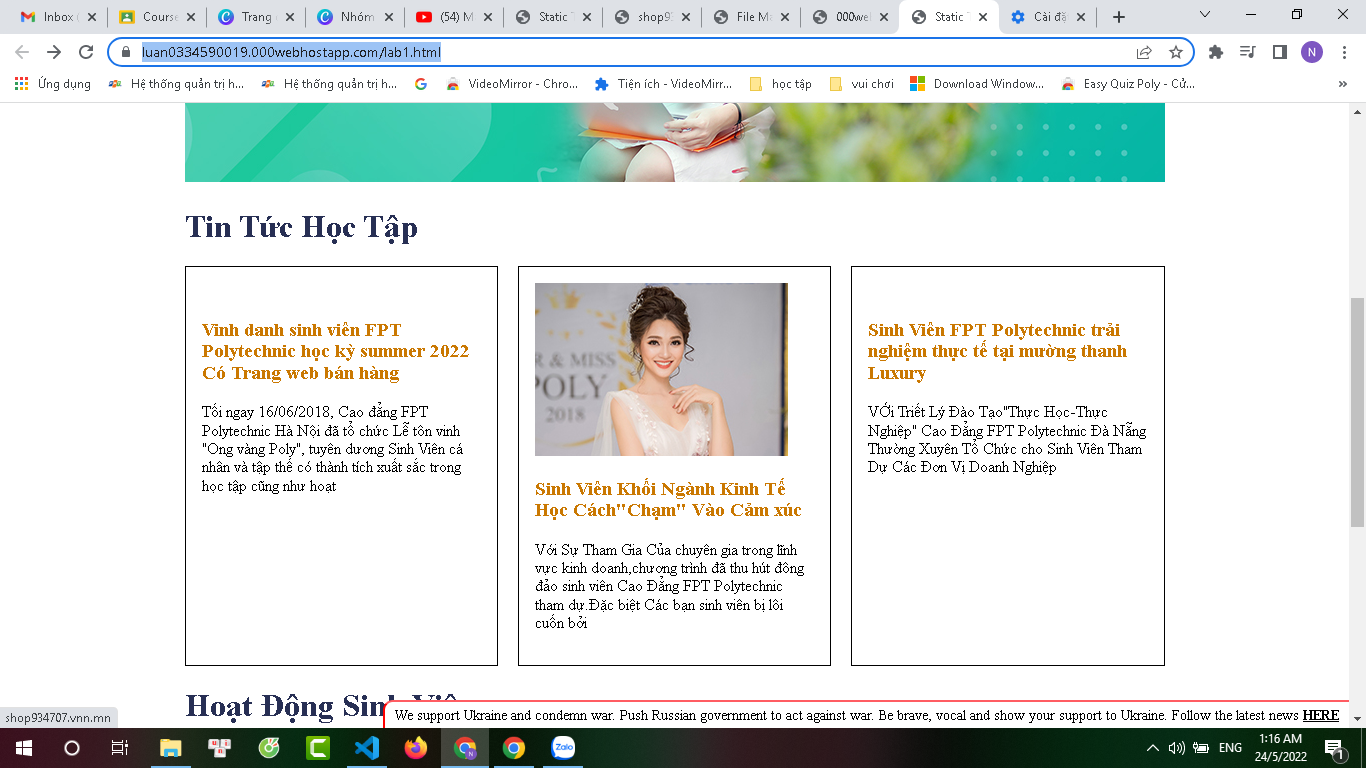 Inbox (
Course
Trang
Nhóm
(54) M
Static T
shop93
File Ma
000web
Static T
Cài đặ
luan0334590019.000webhostapp.com/lab1.html
N
Ứng dụng
Hệ thống quản trị h...
Hệ thống quản trị h...
VideoMirror - Chro...
Tiện ích - VideoMirr...
học tập
vui chơi
Download Window...
Easy Quiz Poly - Cử...
»
Tin Tức Học Tập
Vinh danh sinh viên FPT
Polytechnic học kỳ summer 2022
Có Trang web bán hàng
Tối ngay 16/06/2018, Cao đẳng FPT
Polytechnic Hà Nội đã tổ chức Lễ tôn vinh
"Ong vàng Poly", tuyên dương Sinh Viên cá
nhân và tập thể có thành tích xuất sắc trong
học tập cũng như hoạt
R & MISS
POLY
2018
Sinh Viên Khối Ngành Kinh Tế
Học Cách"Chạm" Vào Cảm xúc
Với Sự Tham Gia Của chuyên gia trong lĩnh
vực kinh doanh,chương trình đã thu hút đông
đảo sinh viên Cao Đẳng FPT Polytechnic
tham dự.Đặc biệt Các bạn sinh viên bị lôi
cuốn bởi
Sinh Viên FPT Polytechnic trải
nghiệm thực tế tại mường thanh
Luxury
VỚi Triết Lý Đào Tạo"Thực Học-Thực
Nghiệp" Cao Đẳng FPT Polytechnic Đà Nẵng
Thường Xuyên Tổ Chức cho Sinh Viên Tham
Dự Các Đơn Vị Doanh Nghiệp
Hoạt Động Sinh Viê
shop934707.vnn.mn
We support Ukraine and condemn war. Push Russian government to act against war. Be brave, vocal and show your support to Ukraine. Follow the latest news HERE
Zalo
ENG
1:16 AM
24/5/2022
1